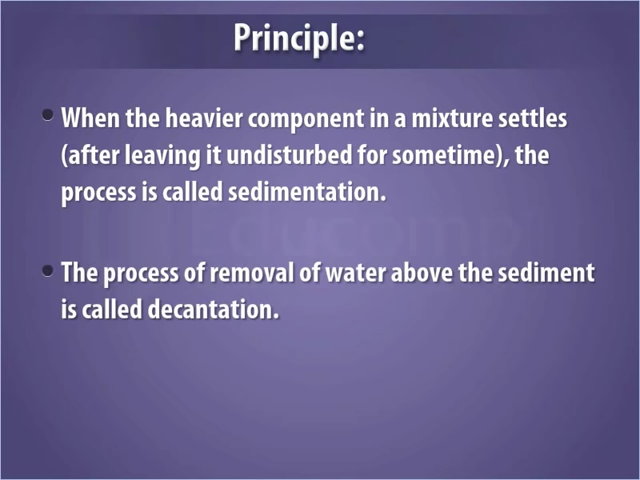 Principle:
• When the heavier component in a mixture settles
(after leaving it undisturbed for sometime), the
process is called sedimentation.
Educomp
• The process of removal of water above the sediment
is called decantation.